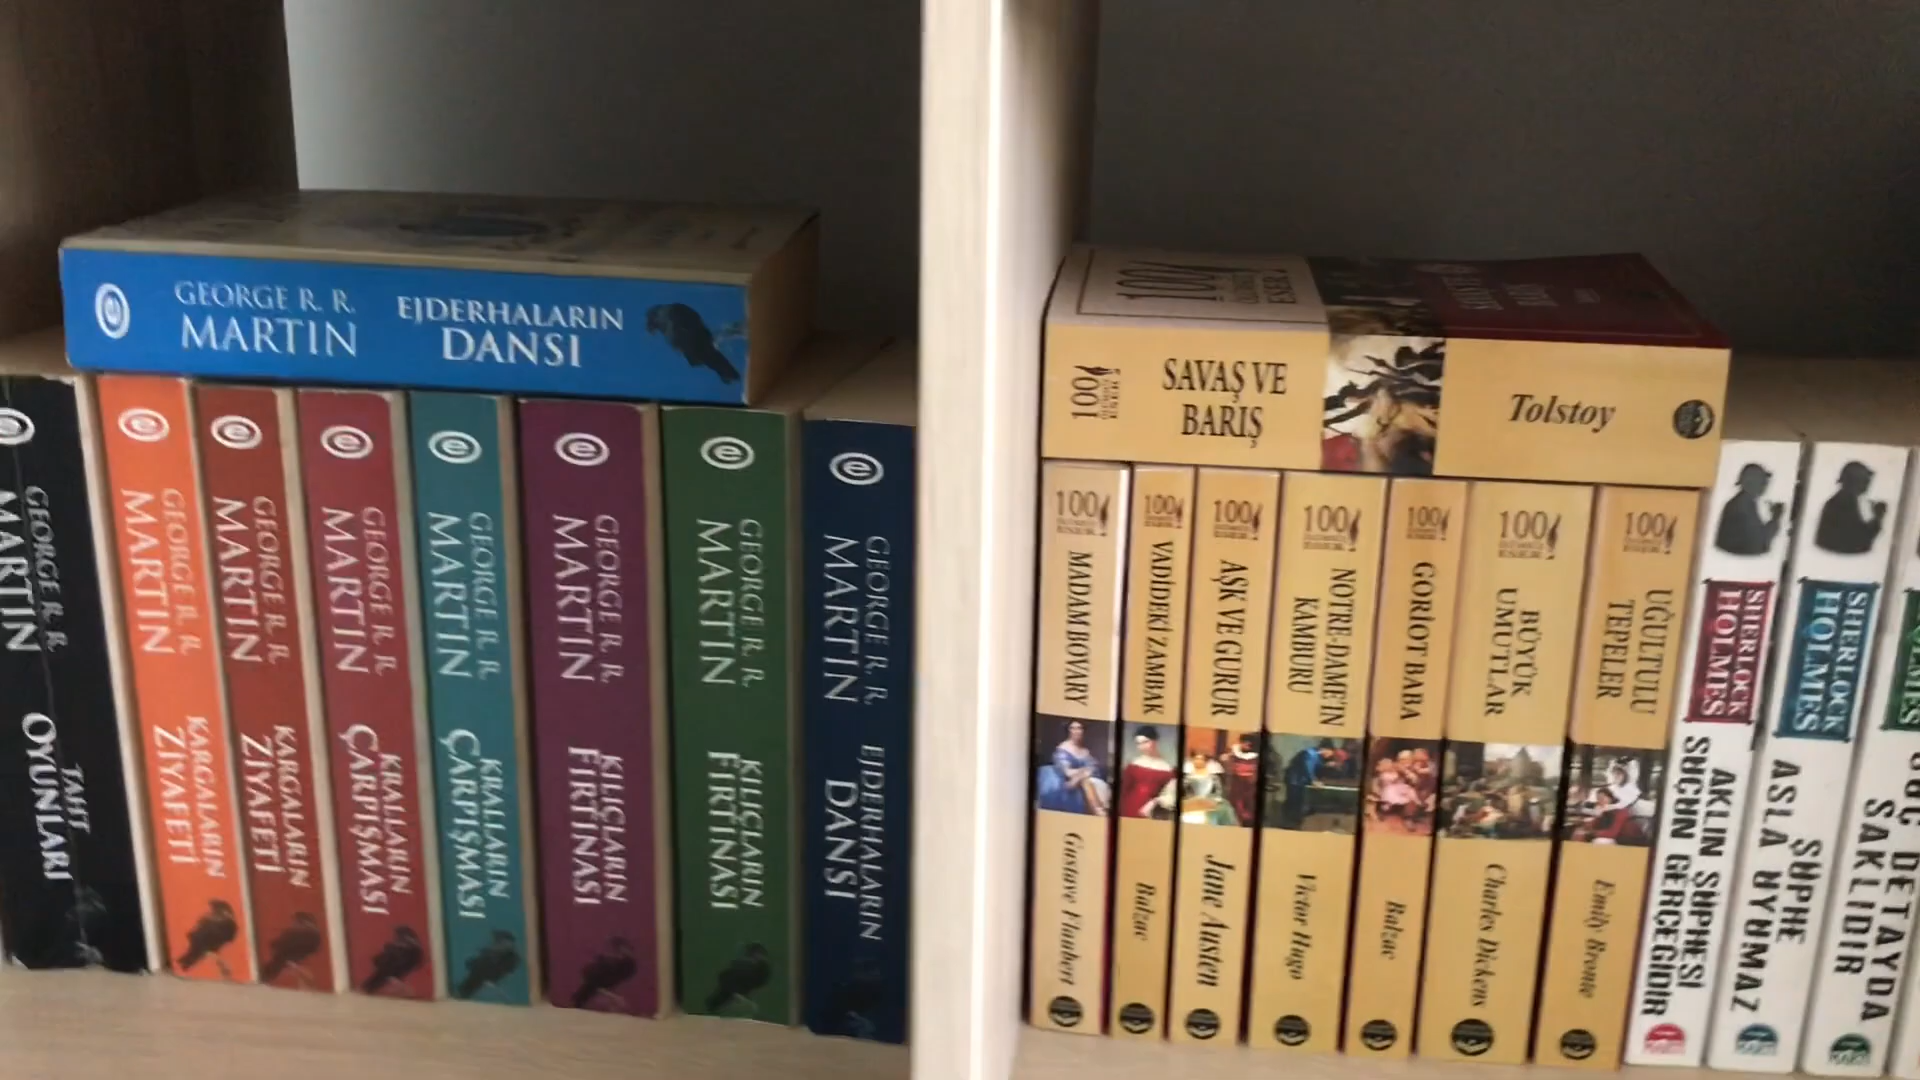 GEORGE R. R.
MARTIN
EJDERHALARIN
DANSI
GEORGE R. R.
MARTIN
TAHT
OYUNLARI
GEORGE R. R.
MARTIN
KARGALARIN
ZİYAFETİ
GEORGE R. R.
MARTIN
KARGALARIN
ZİYAFETİ
GEORGE R. R.
MARTIN
KRALLARIN
ÇARPIŞMASI
GEORGE R. R.
MARTIN
KRALLARIN
ÇARPIŞMASI
GEORGE R. R.
MARTIN
KILIÇLARIN
FIRTINASI
GEORGE R. R.
MARTIN
KILIÇLARIN
FIRTINASI
GEORGE R. R.
MARTIN
EJDERHALARIN
DANSI
100
SAVAŞ VE
BARIŞ
Tolstoy
100
MADAM BOVARY
Gustave Flaubert
100
VADİDEKİ ZAMBAK
Balzac
100
AŞK VE GURUR
Jane Austen
100
NOTRE-DAME'IN
KAMBURU
Victor Hugo
100
GORİOT BABA
Balzac
100
BÜYÜK
UMUTLAR
Charles Dickens
100
UĞULTULU
TEPELER
Emily Bronte
SHERLOCK
HOLMES
AKLIN ŞÜPHESİ
SUÇUN GERÇEĞİDİR
SHERLOCK
HOLMES
ŞÜPHE
ASLA UYUMAZ
DETAYDA
SAKLIDIR